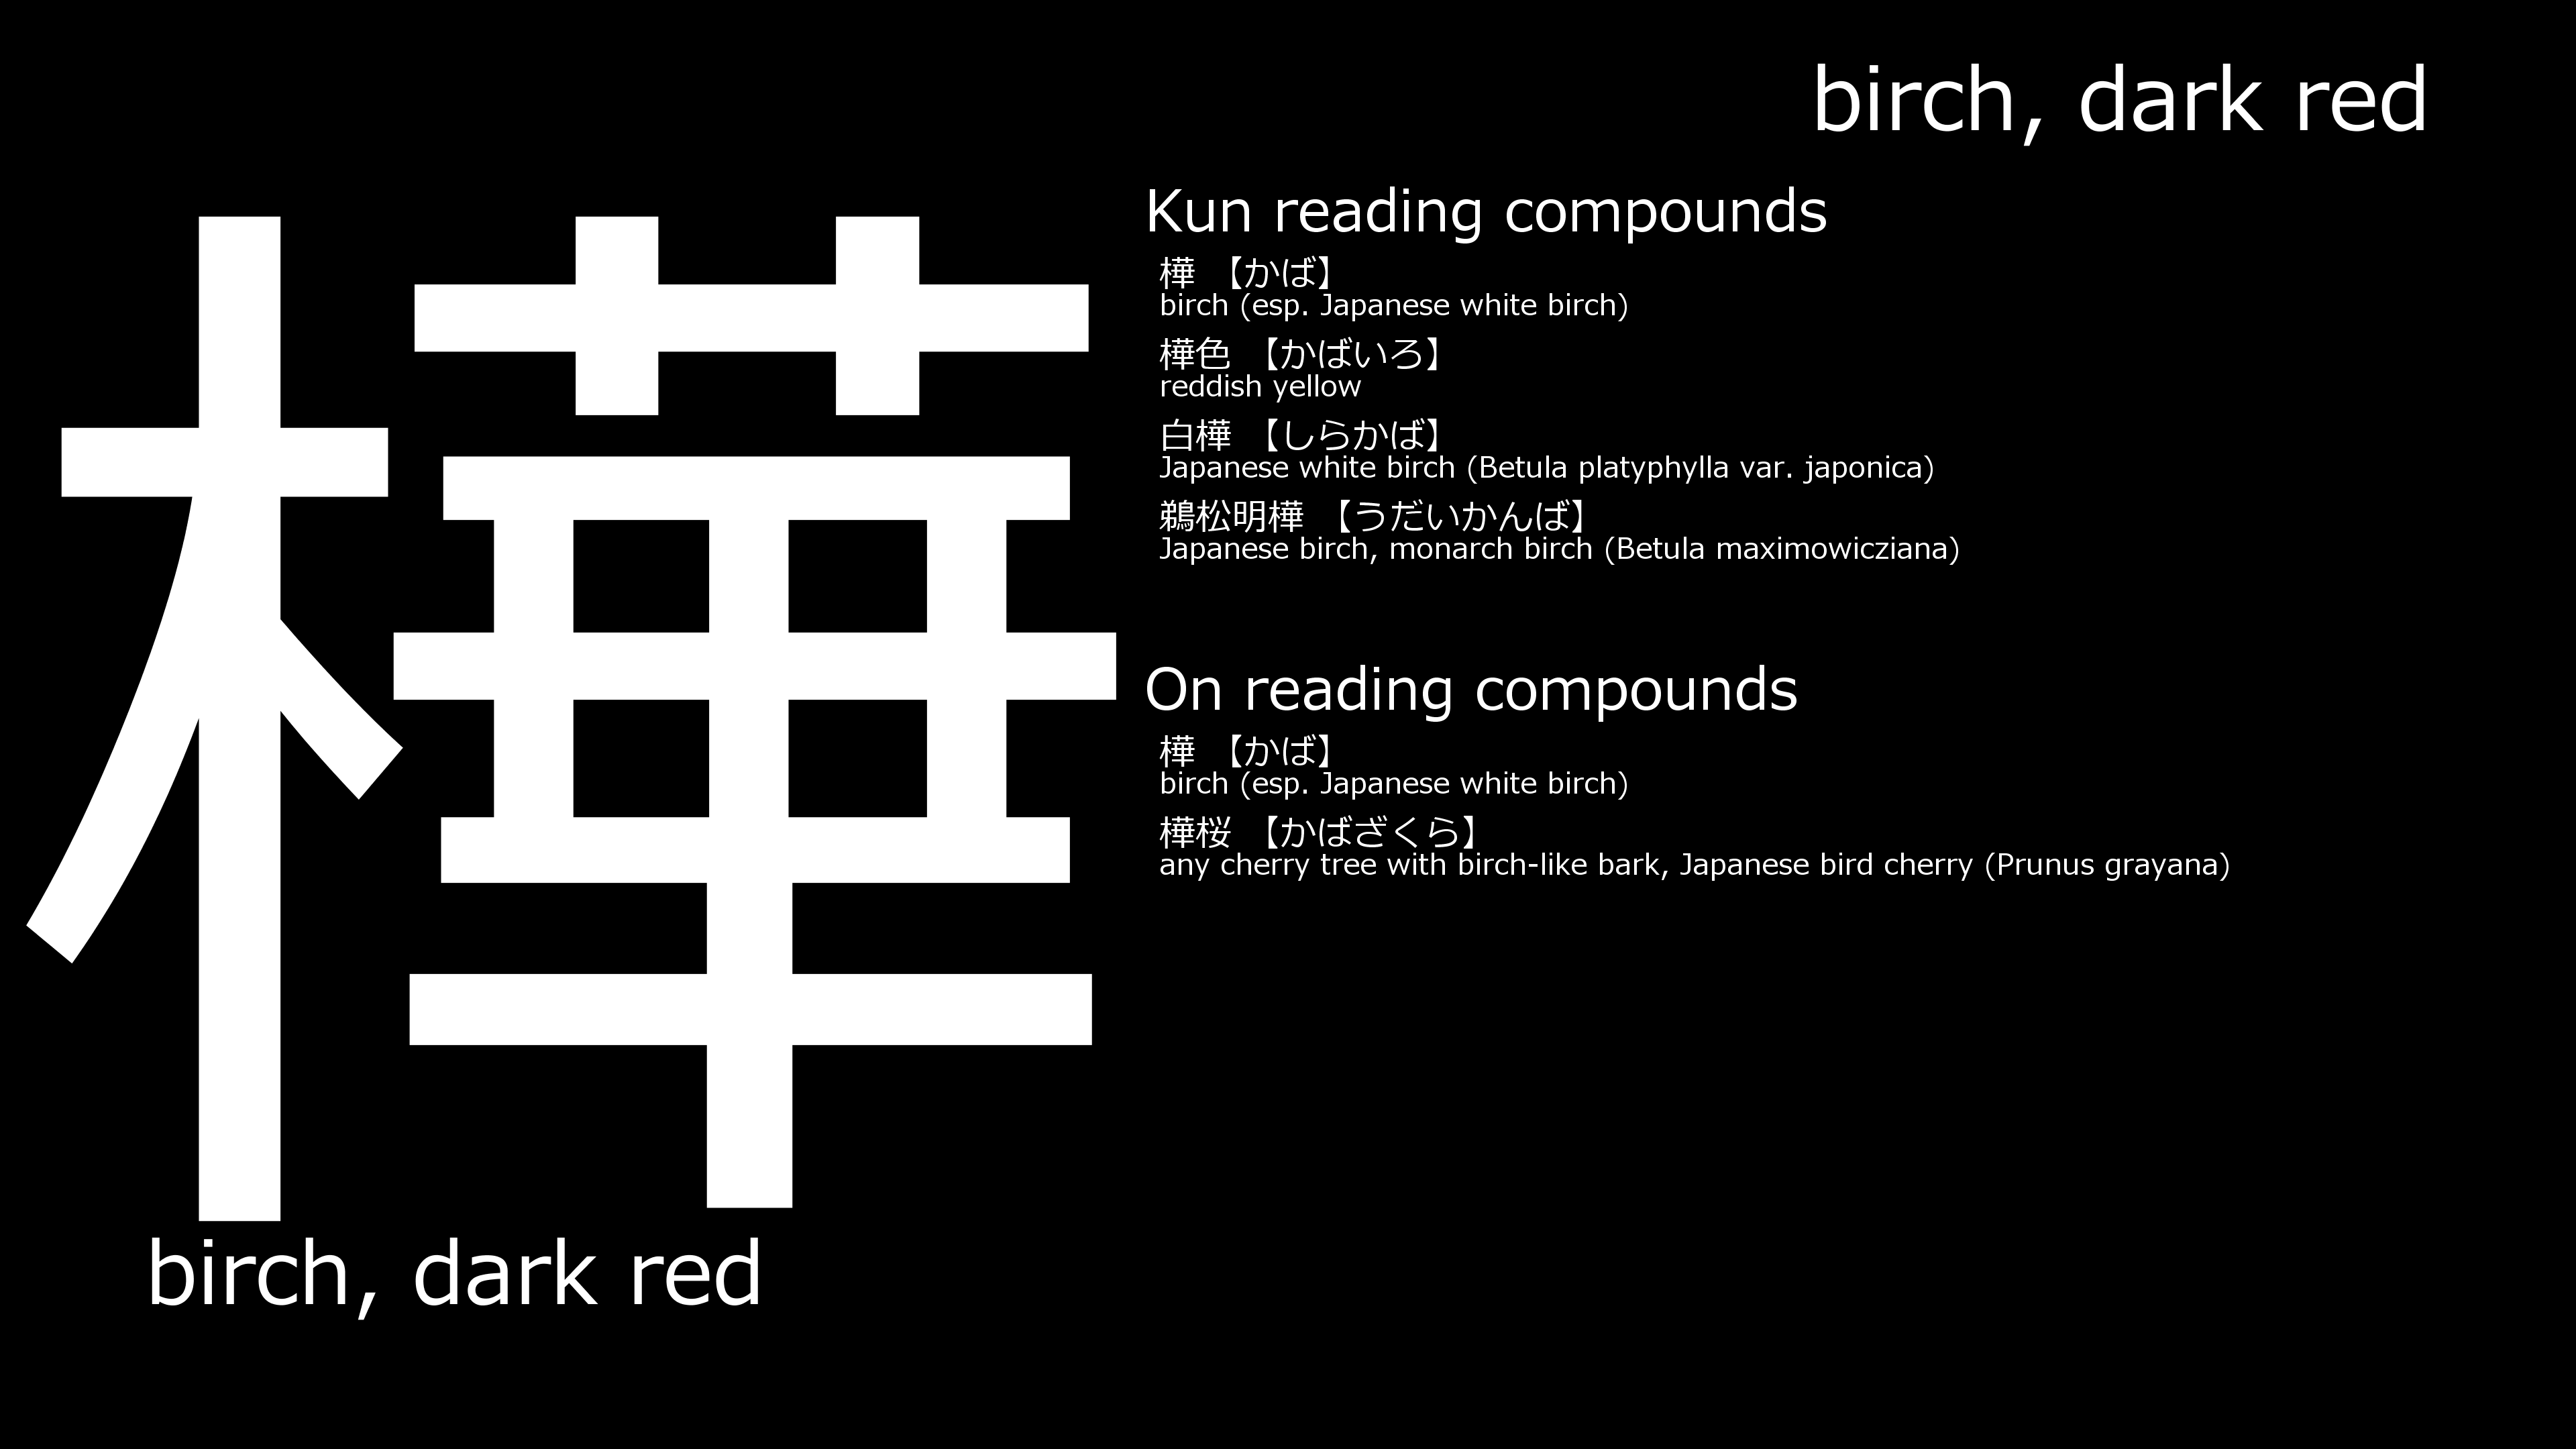 birch, dark red
樺
birch, dark red
Kun reading compounds
樺 【かば】
birch (esp. Japanese white birch)
樺色 【かばいろ】
reddish yellow
白樺 【しらかば】
Japanese white birch (Betula platyphylla var. japonica)
鵜松明樺 【うだいかんば】
Japanese birch, monarch birch (Betula maximowicziana)
On reading compounds
樺 【かば】
birch (esp. Japanese white birch)
樺桜 【かばざくら】
any cherry tree with birch-like bark, Japanese bird cherry (Prunus grayana)